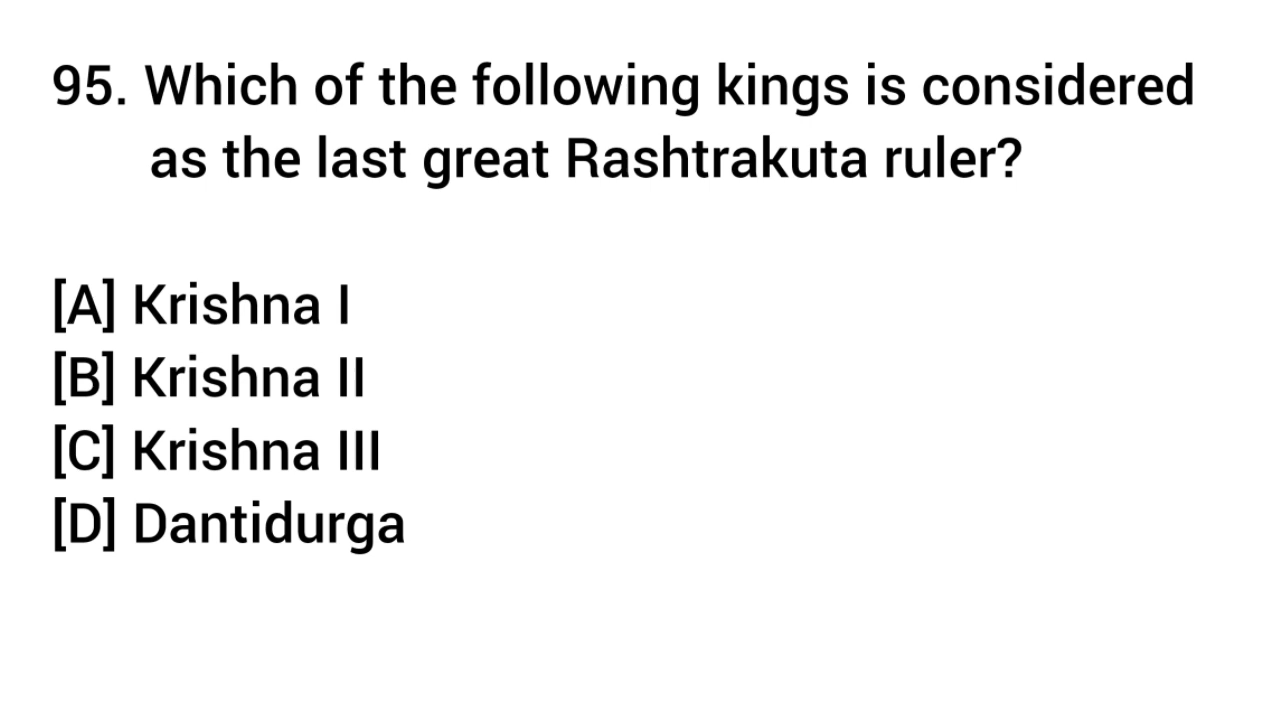 95. Which of the following kings is considered
as the last great Rashtrakuta ruler?
[A] Krishna I
[B] Krishna II
[C] Krishna III
[D] Dantidurga